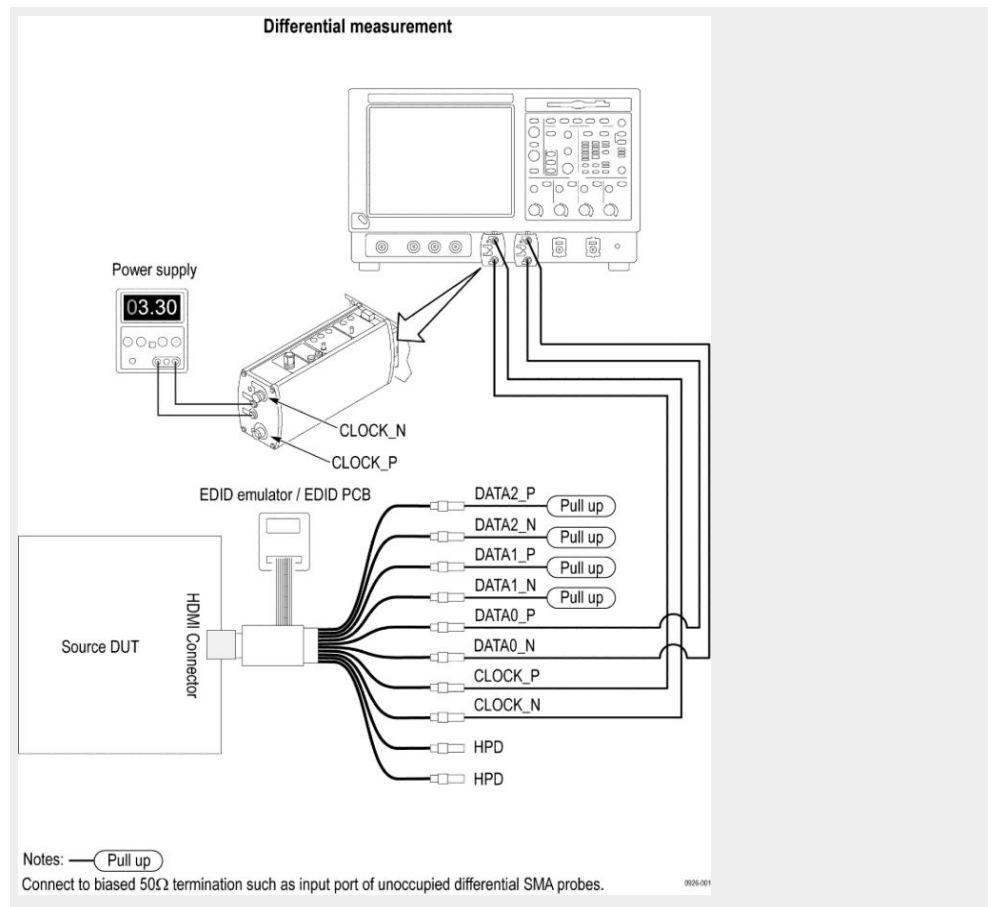 Differential measurement
Power supply
03.30
CLOCK_N
CLOCK_P
EDID emulator / EDID PCB
DATA2_P
Pull up
DATA2_N
Pull up
DATA1_P
Pull up
DATA1_N
Pull up
DATA0_P
DATA0_N
CLOCK_P
CLOCK_N
HPD
HPD
Source DUT
HDMI Connector
Notes: Pull up
Connect to biased 50Ω termination such as input port of unoccupied differential SMA probes.
0926-001